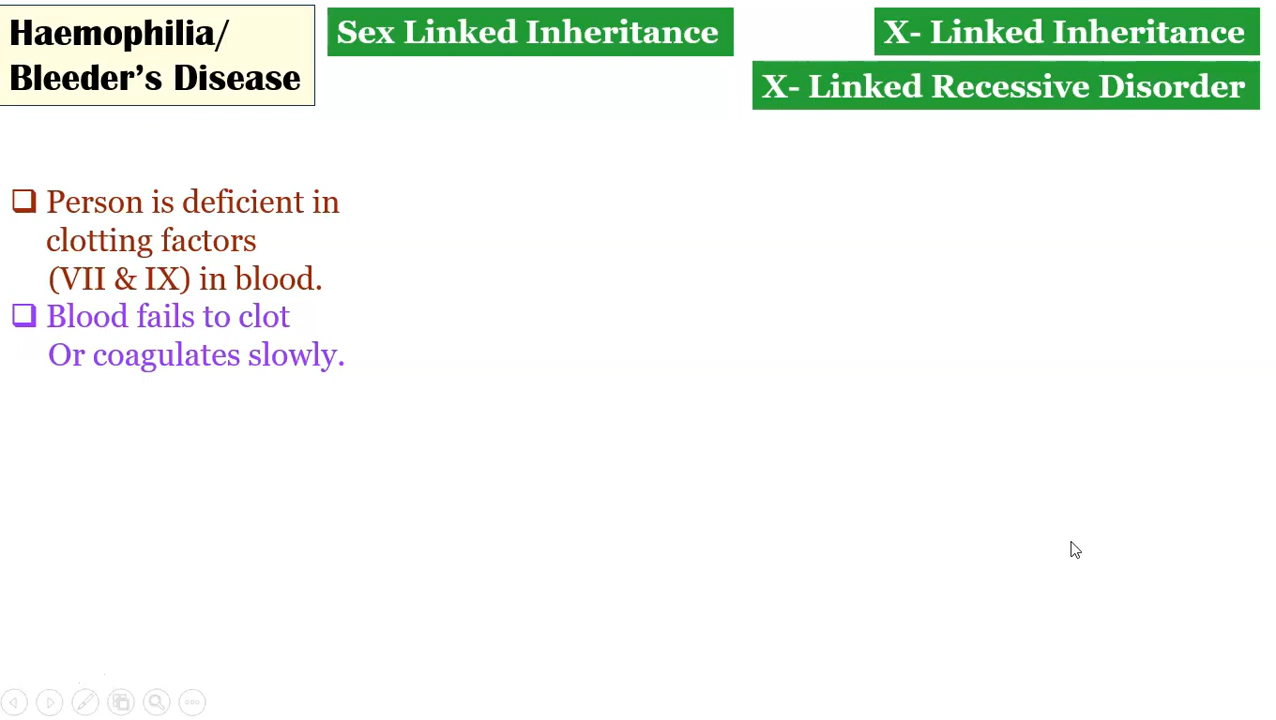 Haemophilia/
Bleeder's Disease
Sex Linked Inheritance
X- Linked Inheritance
X- Linked Recessive Disorder
Person is deficient in
clotting factors
(VII & IX) in blood.
Blood fails to clot
Or coagulates slowly.